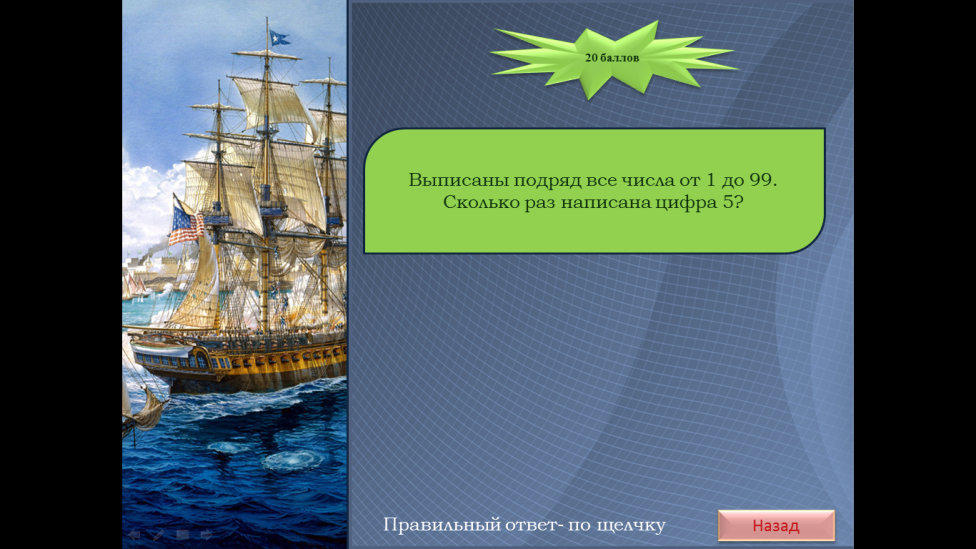 20 баллов
Выписаны подряд все числа от 1 до 99.
Сколько раз написана цифра 5?
Правильный ответ- по щелчку
Назад